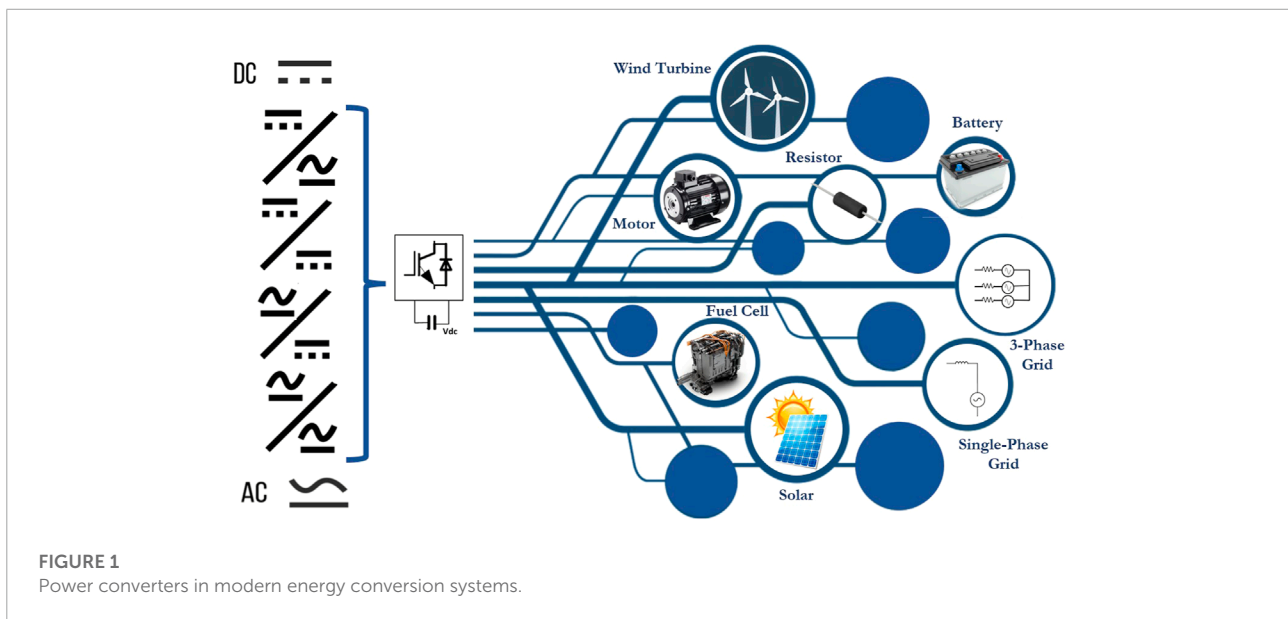 DC
Wind Turbine
Battery
Resistor
Motor
Vdc
Fuel Cell
3-Phase
Grid
Single-Phase
Grid
Solar
AC
FIGURE 1
Power converters in modern energy conversion systems.